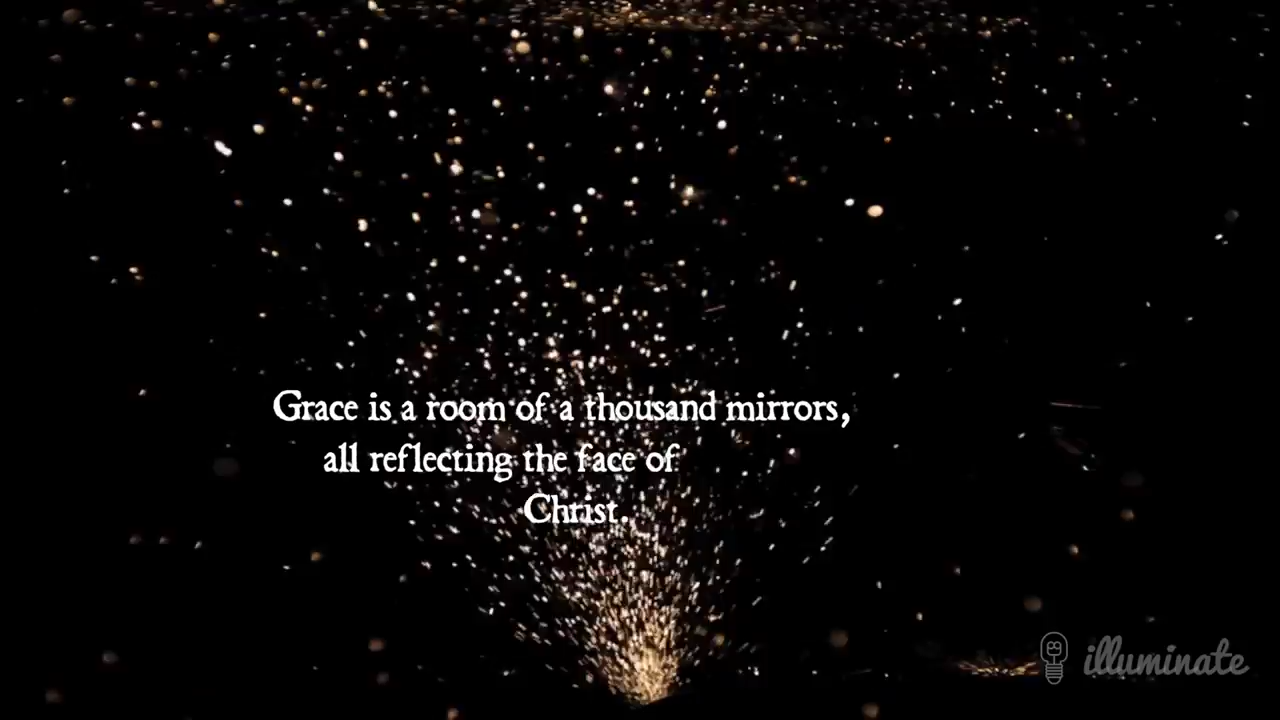 Grace is a room of a thousand mirrors,
all reflecting the face of
Christ.
illuminate